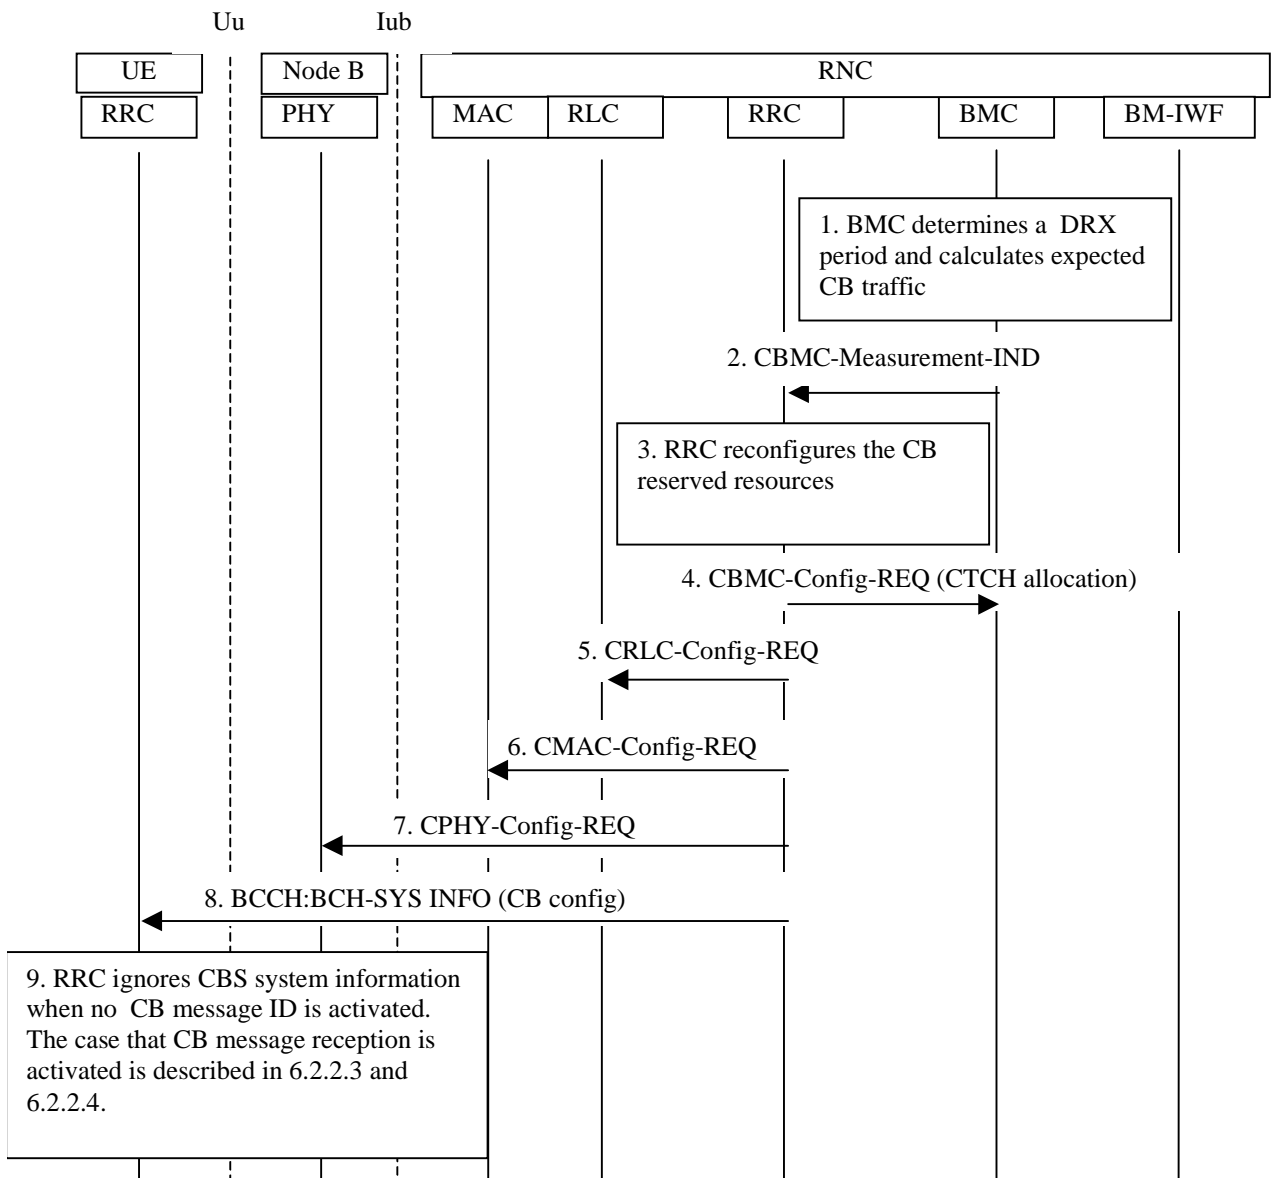 Uu Iub
UE Node B RNC
RRC PHY MAC RLC RRC BMC BM-IWF
1. BMC determines a DRX
period and calculates expected
CB traffic
2. CBMC-Measurement-IND
3. RRC reconfigures the CB
reserved resources
4. CBMC-Config-REQ (CTCH allocation)
5. CRLC-Config-REQ
6. CMAC-Config-REQ
7. CPHY-Config-REQ
8. BCCH:BCH-SYS INFO (CB config)
9. RRC ignores CBS system information
when no CB message ID is activated.
The case that CB message reception is
activated is described in 6.2.2.3 and
6.2.2.4.